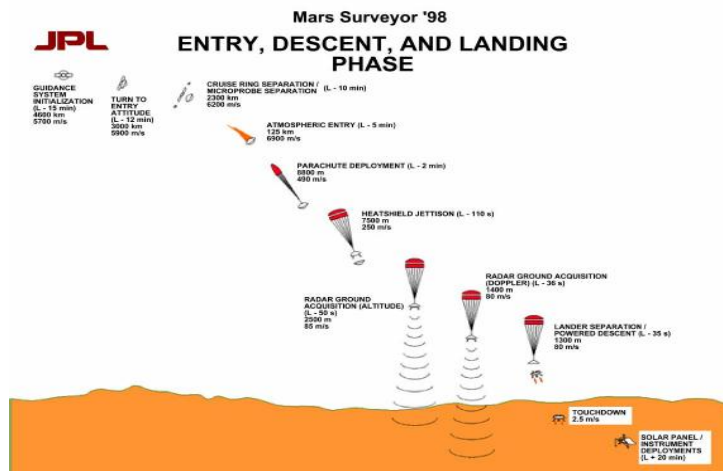 Mars Surveyor '98
JPL
ENTRY, DESCENT, AND LANDING
PHASE
GUIDANCE
SYSTEM
INITIALIZATION
(L - 15 min)
4600 km
5700 m/s
TURN TO
ENTRY
ATTITUDE
(L - 12 min)
3000 km
5900 m/s
CRUISE RING SEPARATION /
MICROPROBE SEPARATION (L - 10 min)
2300 km
6200 m/s
ATMOSPHERIC ENTRY (L - 5 min)
125 km
6900 m/s
PARACHUTE DEPLOYMENT (L - 2 min)
8800 m
490 m/s
HEATSHIELD JETTISON (L - 110 s)
7500 m
250 m/s
RADAR GROUND
ACQUISITION (ALTITUDE)
(L - 50 s)
2500 m
85 m/s
RADAR GROUND ACQUISITION
(DOPPLER) (L - 36 s)
1400 m
80 m/s
LANDER SEPARATION /
POWERED DESCENT (L - 35 s)
1300 m
80 m/s
TOUCHDOWN
2.5 m/s
SOLAR PANEL /
INSTRUMENT
DEPLOYMENTS
(L + 20 min)